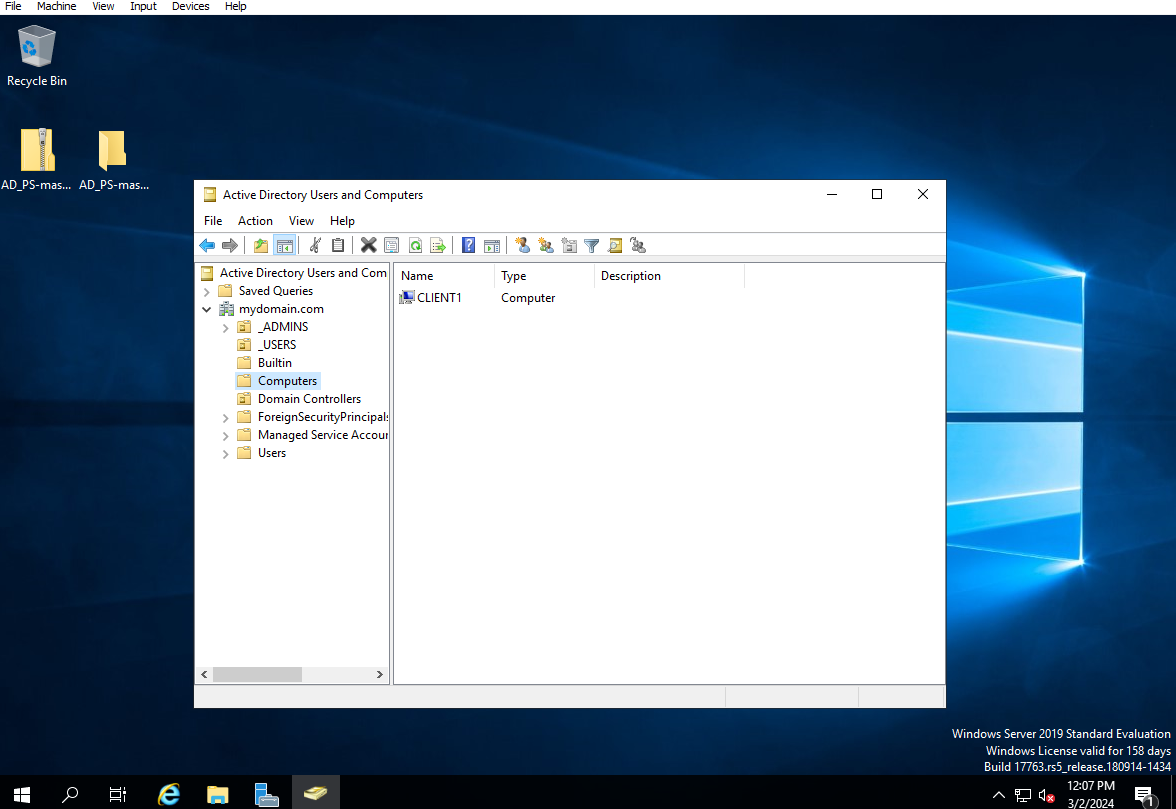 File Machine View Input Devices Help
Recycle Bin
AD_PS-mas... AD_PS-mas...
Active Directory Users and Computers
File Action View Help
Active Directory Users and Com
Saved Queries
mydomain.com
_ADMINS
_USERS
Builtin
Computers
Domain Controllers
ForeignSecurityPrincipals
Managed Service Accour
Users
Name Type Description
CLIENT1 Computer
Windows Server 2019 Standard Evaluation
Windows License valid for 158 days
Build 17763.rs5_release.180914-1434
12:07 PM
3/2/2024
1